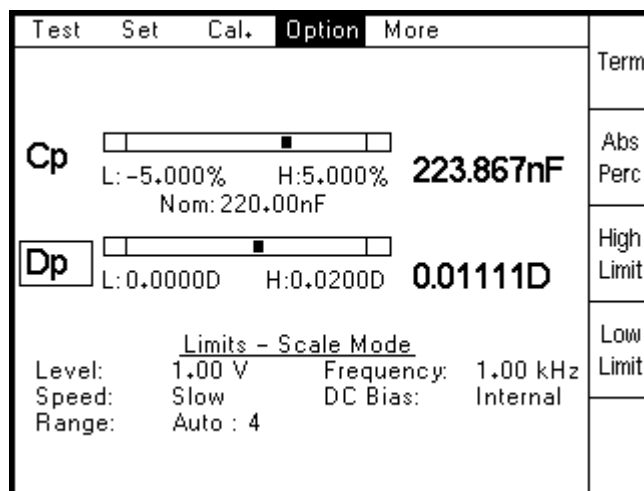 Test Set Cal. Option More
Term
Cp
L:-5.000% H:5.000%
223.867nF
Nom:220.00nF
Abs
Perc
Dp
L:0.0000D H:0.0200D
0.01111D
High
Limit
Limits - Scale Mode
Level: 1.00 V Frequency: 1.00 kHz
Speed: Slow DC Bias: Internal
Range: Auto : 4
Low
Limit